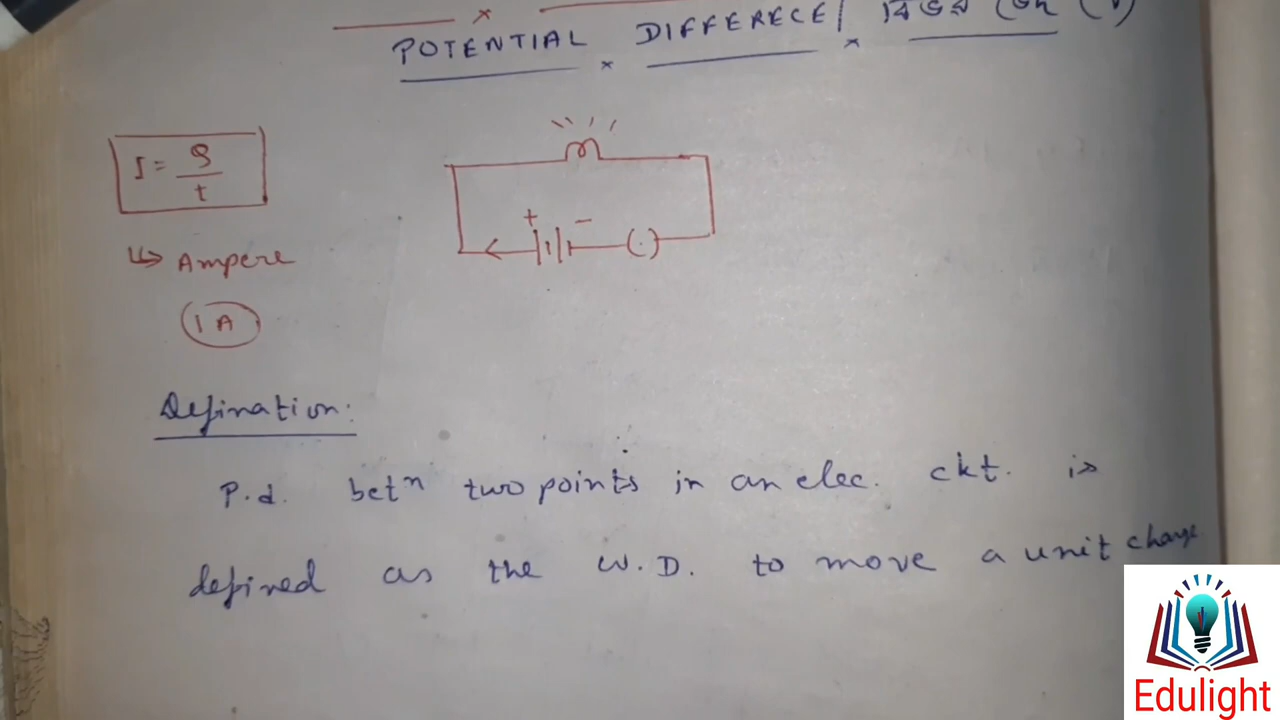 POTENTIAL DIFFERECE/ (V)
I = Q/t
↳ Ampere
1 A
+ −
(·)
Defination:
P.d. betⁿ two points in an elec. ckt. is
defined as the W.D. to move a unit charge
Edulight